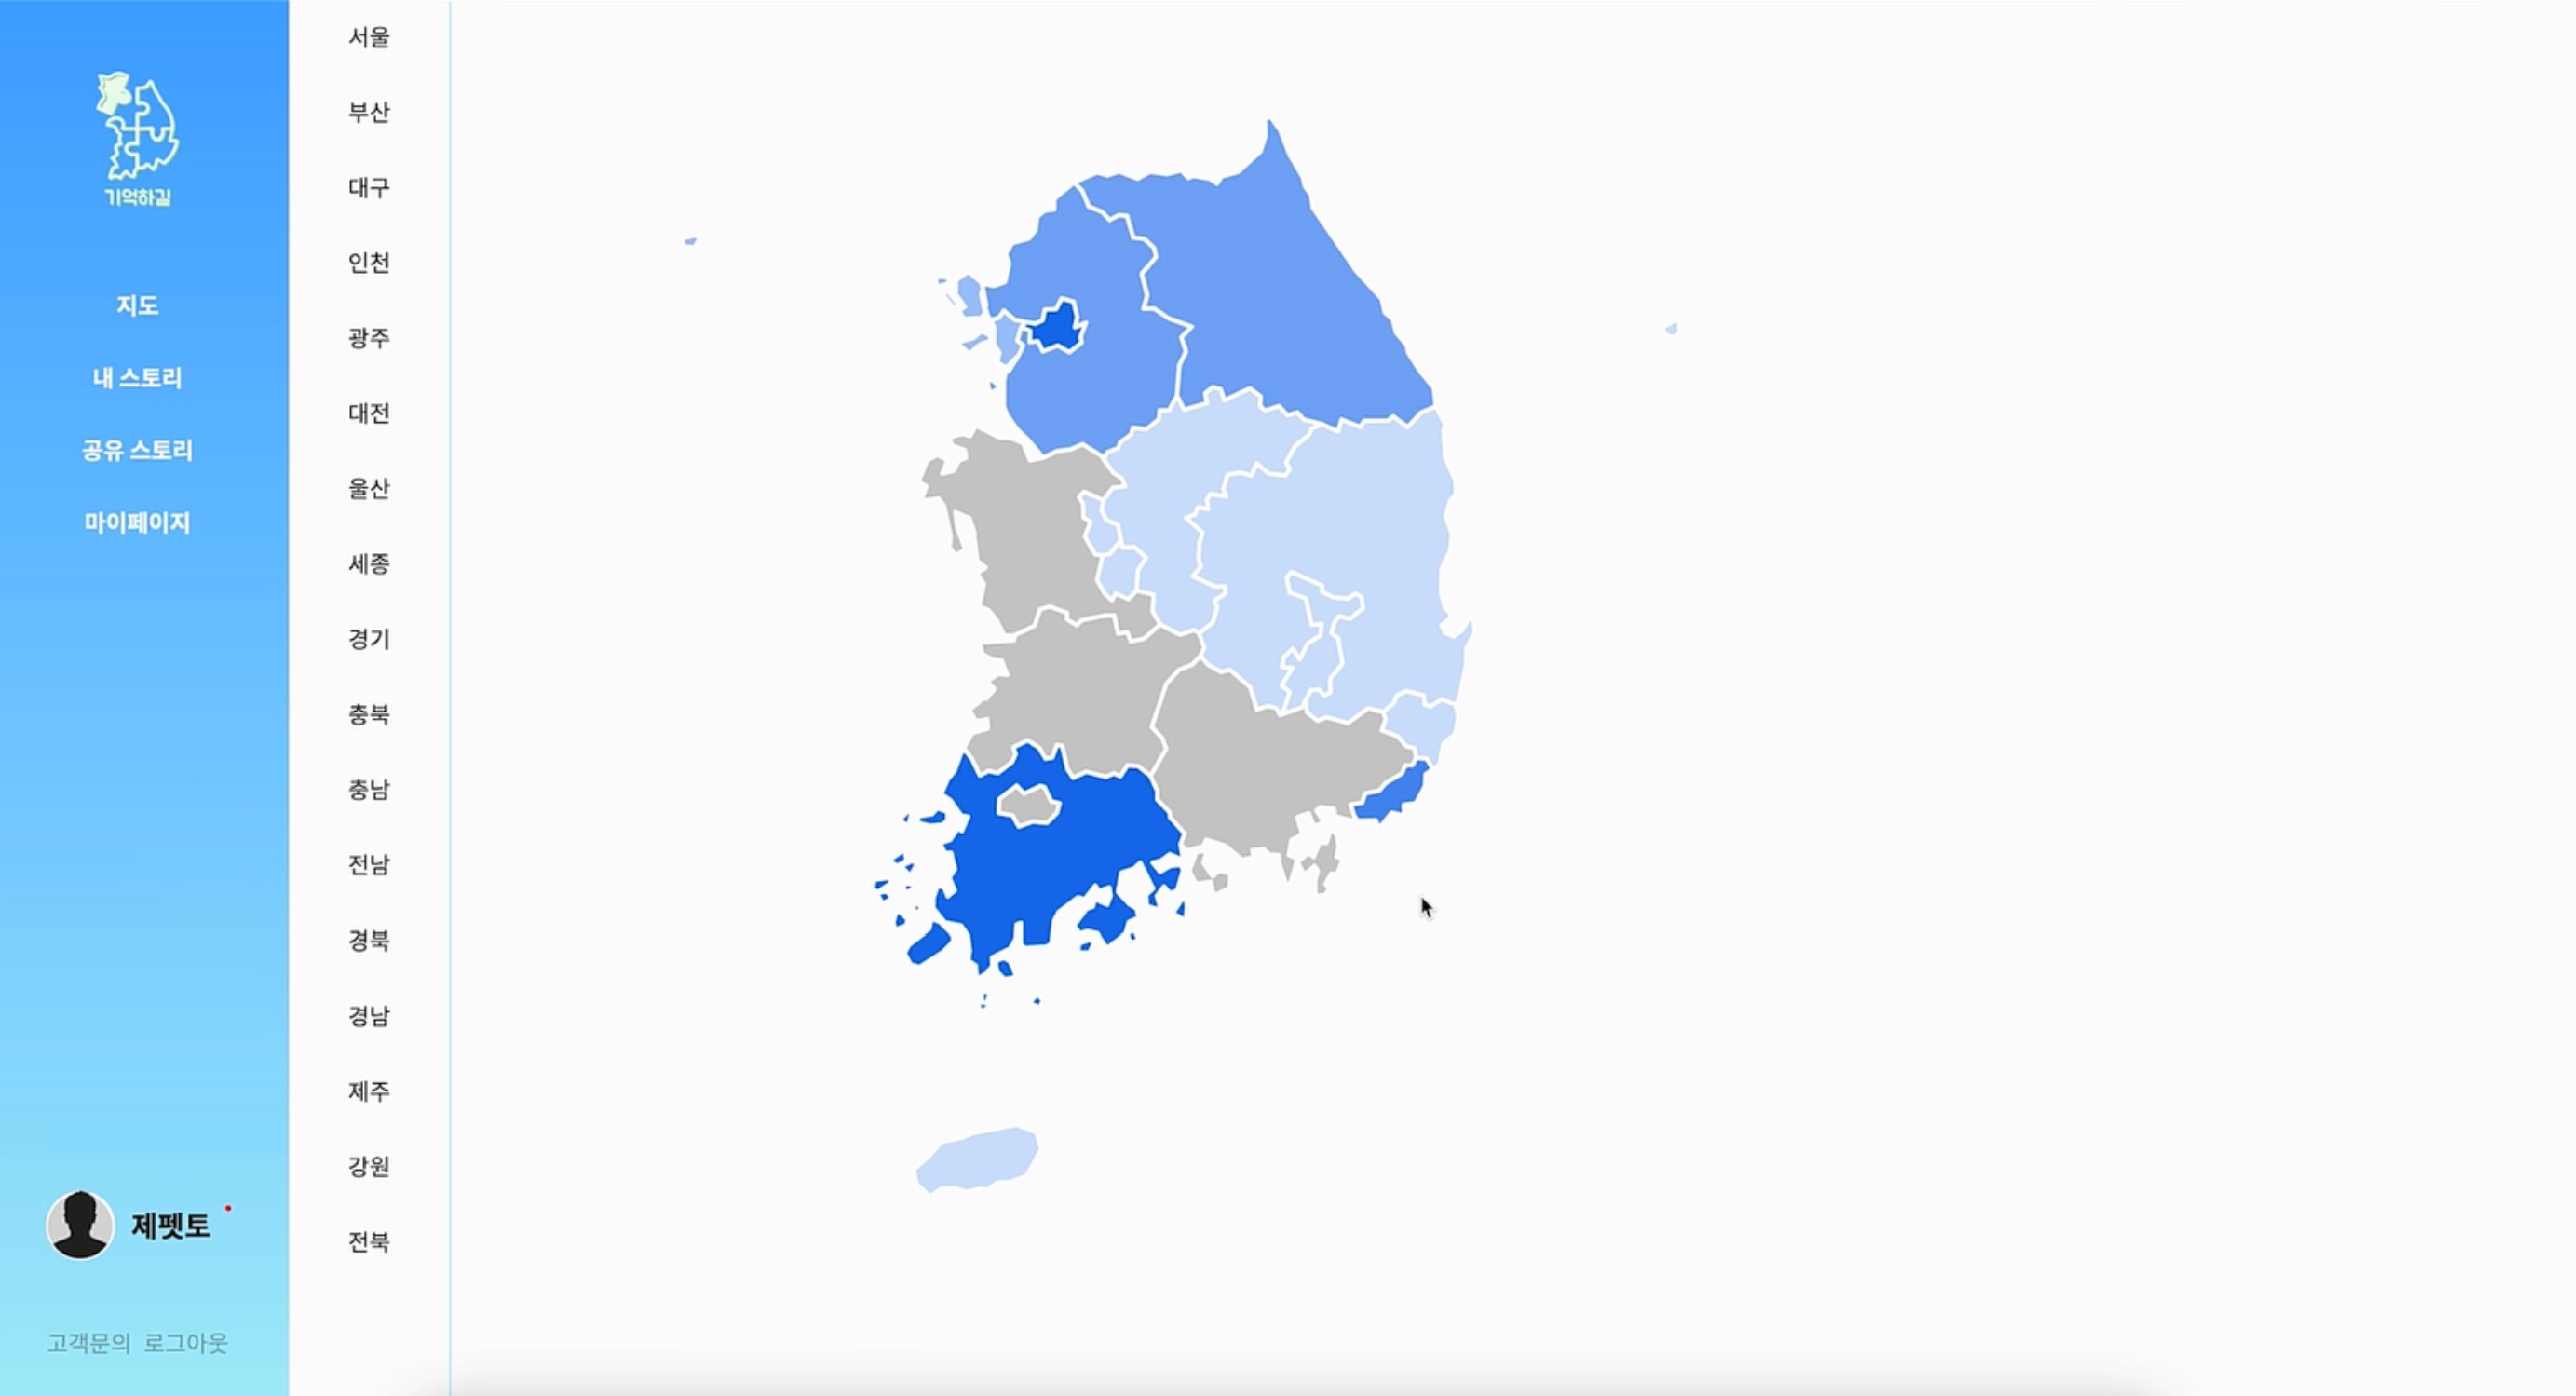 기억하길
지도
내 스토리
공유 스토리
마이페이지
제펫토
고객문의 로그아웃
서울
부산
대구
인천
광주
대전
울산
세종
경기
충북
충남
전남
경북
경남
제주
강원
전북